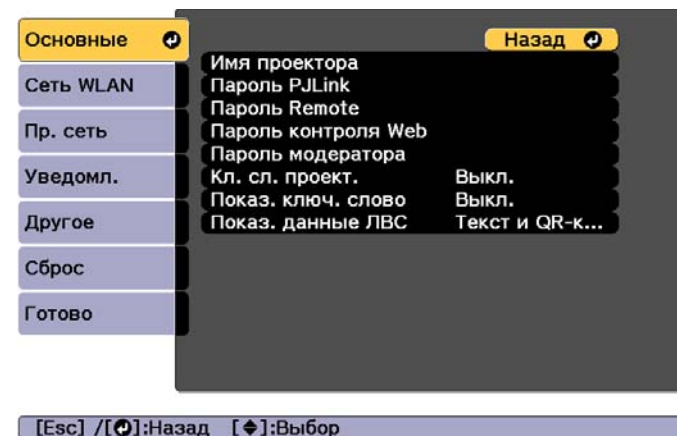 Основные
Сеть WLAN
Пр. сеть
Уведомл.
Другое
Сброс
Готово
Назад
Имя проектора
Пароль PJLink
Пароль Remote
Пароль контроля Web
Пароль модератора
Кл. сл. проект. Выкл.
Показ. ключ. слово Выкл.
Показ. данные ЛВС Текст и QR-к...
[Esc] /[⏎]:Назад [♦]:Выбор